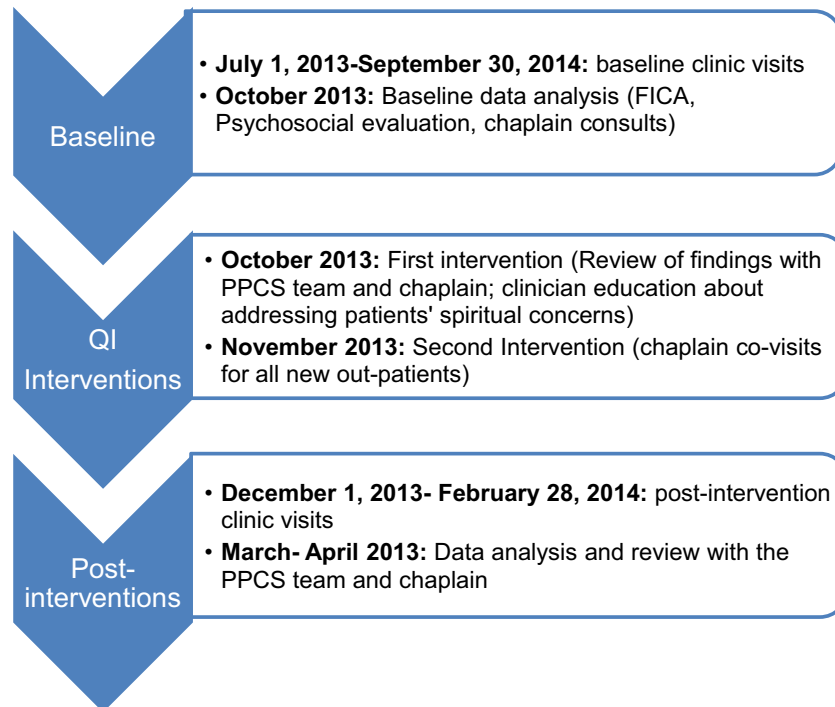 Baseline
• July 1, 2013-September 30, 2014: baseline clinic visits
• October 2013: Baseline data analysis (FICA,
Psychosocial evaluation, chaplain consults)
QI
Interventions
• October 2013: First intervention (Review of findings with
PPCS team and chaplain; clinician education about
addressing patients' spiritual concerns)
• November 2013: Second Intervention (chaplain co-visits
for all new out-patients)
Post-
interventions
• December 1, 2013- February 28, 2014: post-intervention
clinic visits
• March- April 2013: Data analysis and review with the
PPCS team and chaplain